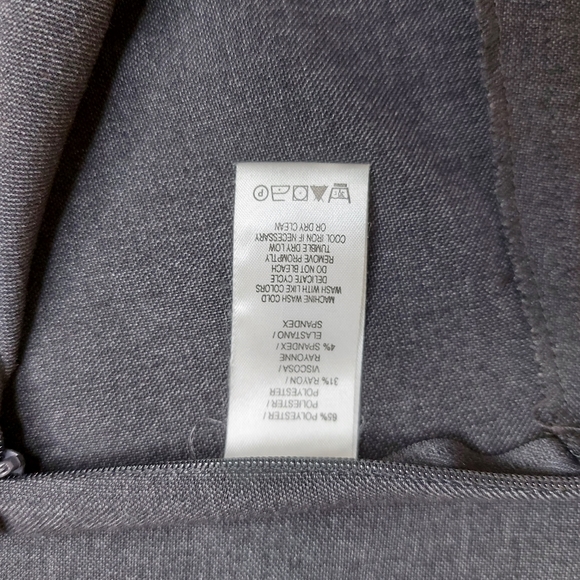 65% POLYESTER /
POLIESTER /
POLYESTER
31% RAYON /
VISCOSA /
RAYONNE
4% SPANDEX /
ELASTANO /
SPANDEX
MACHINE WASH COLD
WASH WITH LIKE COLORS
DELICATE CYCLE
DO NOT BLEACH
REMOVE PROMPTLY
TUMBLE DRY LOW
COOL IRON IF NECESSARY
OR DRY CLEAN
P